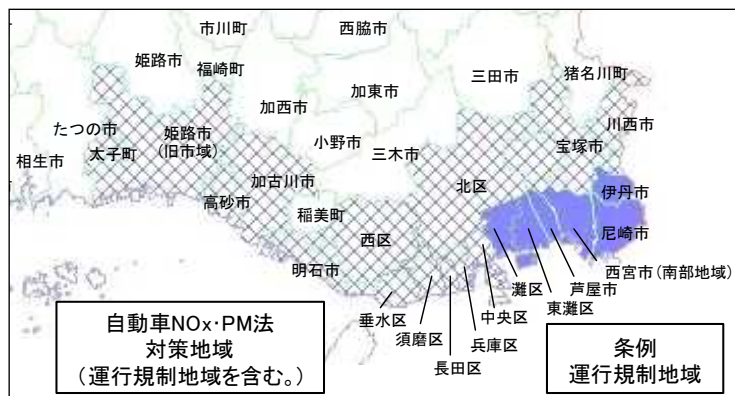 市川町
西脇市
姫路市
福崎町
加西市
加東市
三田市
猪名川町
川西市
たつの市
相生市
太子町
姫路市
(旧市域)
小野市
三木市
宝塚市
加古川市
高砂市
稲美町
北区
西区
伊丹市
尼崎市
明石市
西宮市(南部地域)
芦屋市
東灘区
灘区
中央区
兵庫区
長田区
須磨区
垂水区
自動車NOx・PM法
対策地域
(運行規制地域を含む。)
条例
運行規制地域